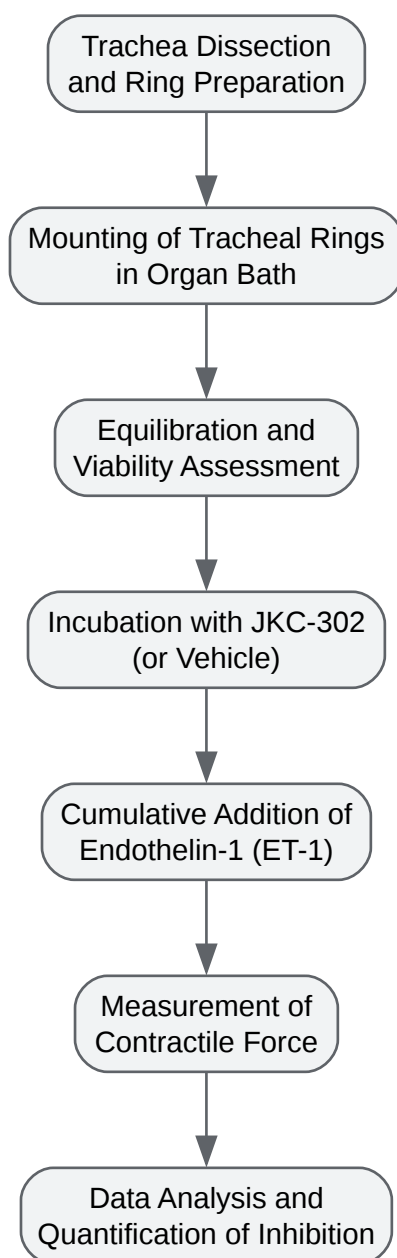 Trachea Dissection
and Ring Preparation
Mounting of Tracheal Rings
in Organ Bath
Equilibration and
Viability Assessment
Incubation with JKC-302
(or Vehicle)
Cumulative Addition of
Endothelin-1 (ET-1)
Measurement of
Contractile Force
Data Analysis and
Quantification of Inhibition